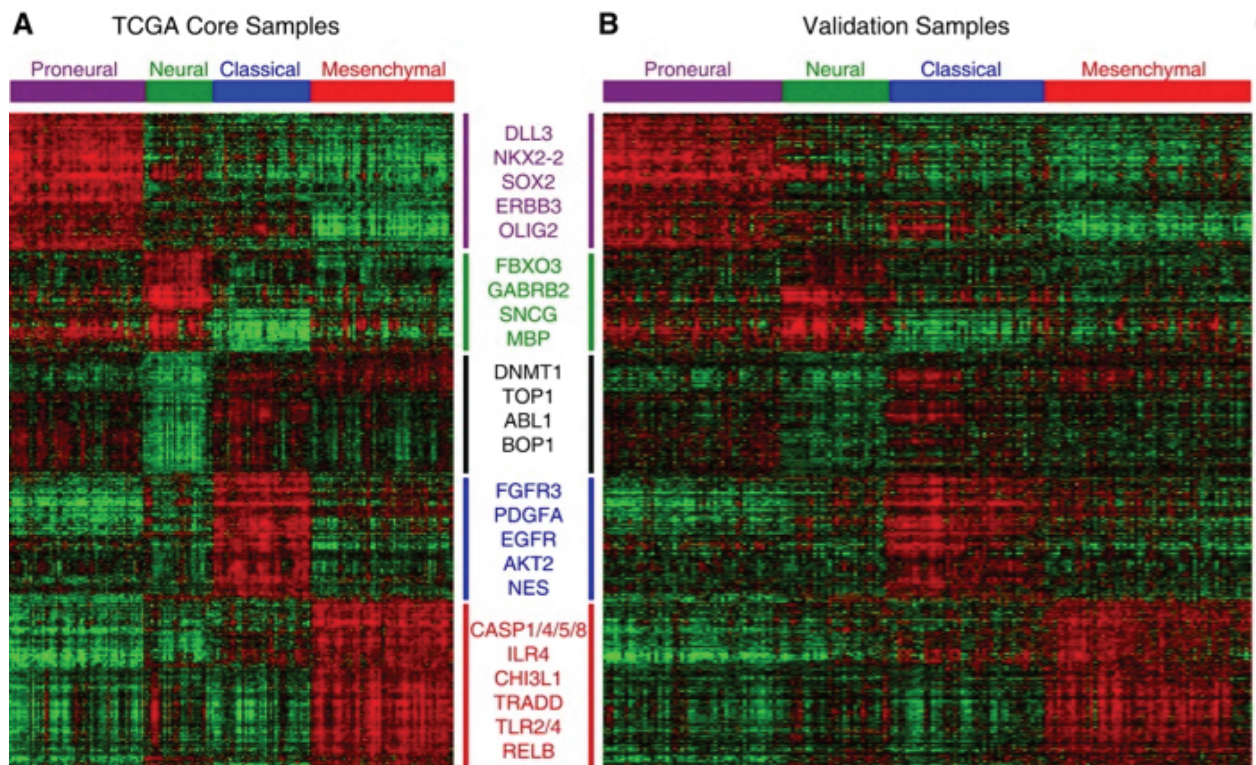 A
TCGA Core Samples
Proneural Neural Classical Mesenchymal
B
Validation Samples
Proneural Neural Classical Mesenchymal
DLL3
NKX2-2
SOX2
ERBB3
OLIG2
FBXO3
GABRB2
SNCG
MBP
DNMT1
TOP1
ABL1
BOP1
FGFR3
PDGFA
EGFR
AKT2
NES
CASP1/4/5/8
ILR4
CHI3L1
TRADD
TLR2/4
RELB